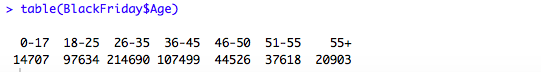 > table(BlackFriday$Age)
0-17 18-25 26-35 36-45 46-50 51-55 55+
14707 97634 214690 107499 44526 37618 20903